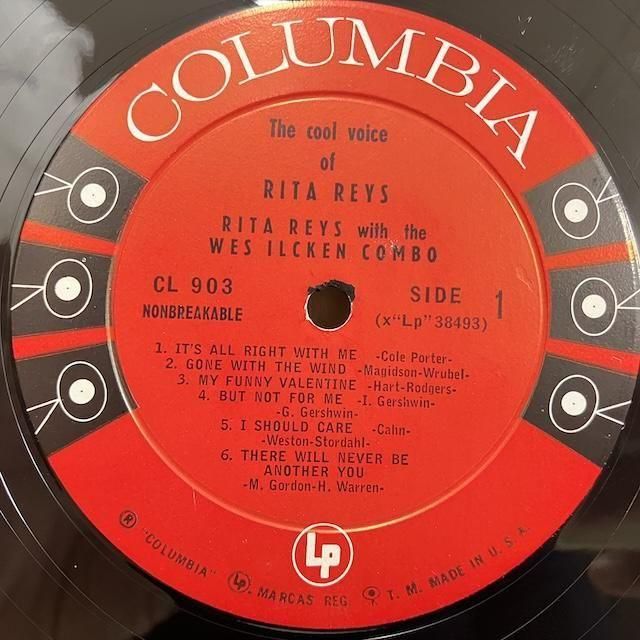 COLUMBIA
The cool voice
of
RITA REYS
RITA REYS with the
WES ILCKEN COMBO
CL 903
NONBREAKABLE
SIDE 1
(x"Lp"38493)
1. IT'S ALL RIGHT WITH ME -Cole Porter-
2. GONE WITH THE WIND -Magidson-Wrubel-
3. MY FUNNY VALENTINE -Hart-Rodgers-
4. BUT NOT FOR ME -I. Gershwin-
-G. Gershwin-
5. I SHOULD CARE -Cahn-
-Weston-Stordahl-
6. THERE WILL NEVER BE
ANOTHER YOU
-M. Gordon-H. Warren-
Lp
® "COLUMBIA" Lp. MARCAS REG. T. M. MADE IN U. S. A.